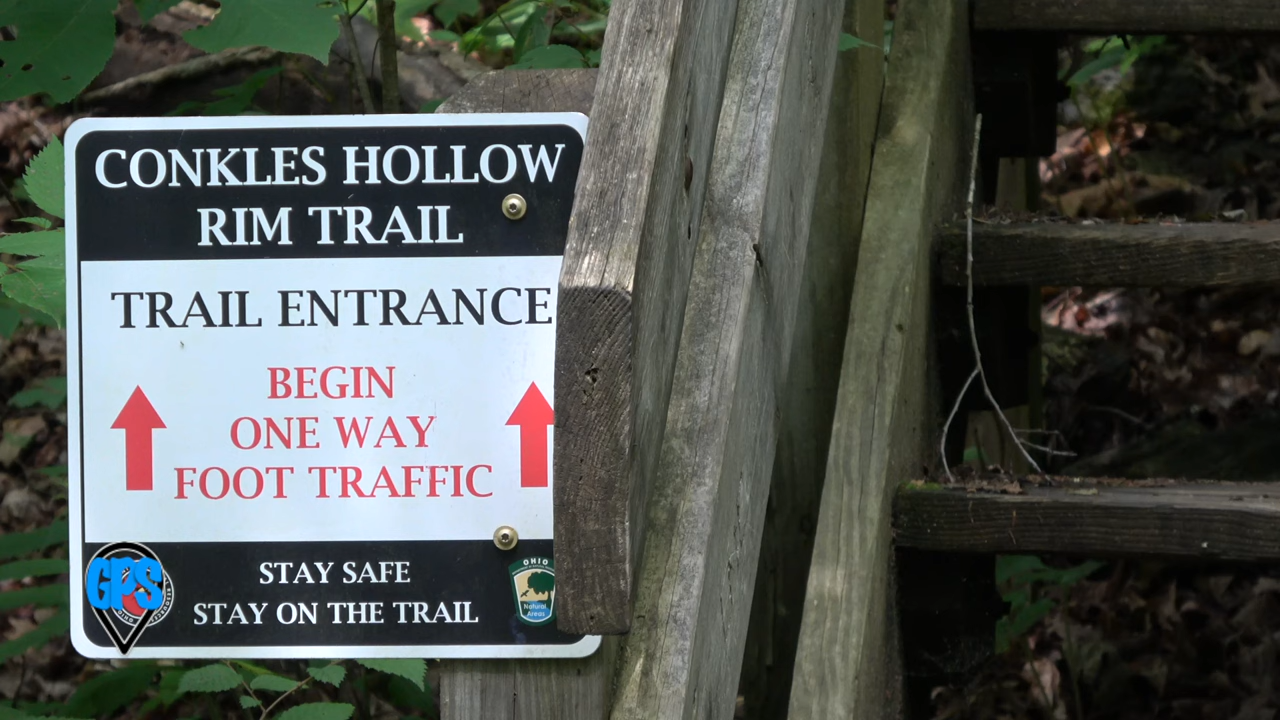 CONKLES HOLLOW
RIM TRAIL
TRAIL ENTRANCE
BEGIN
ONE WAY
FOOT TRAFFIC
STAY SAFE
STAY ON THE TRAIL
GPS
OHIO
Natural
Areas